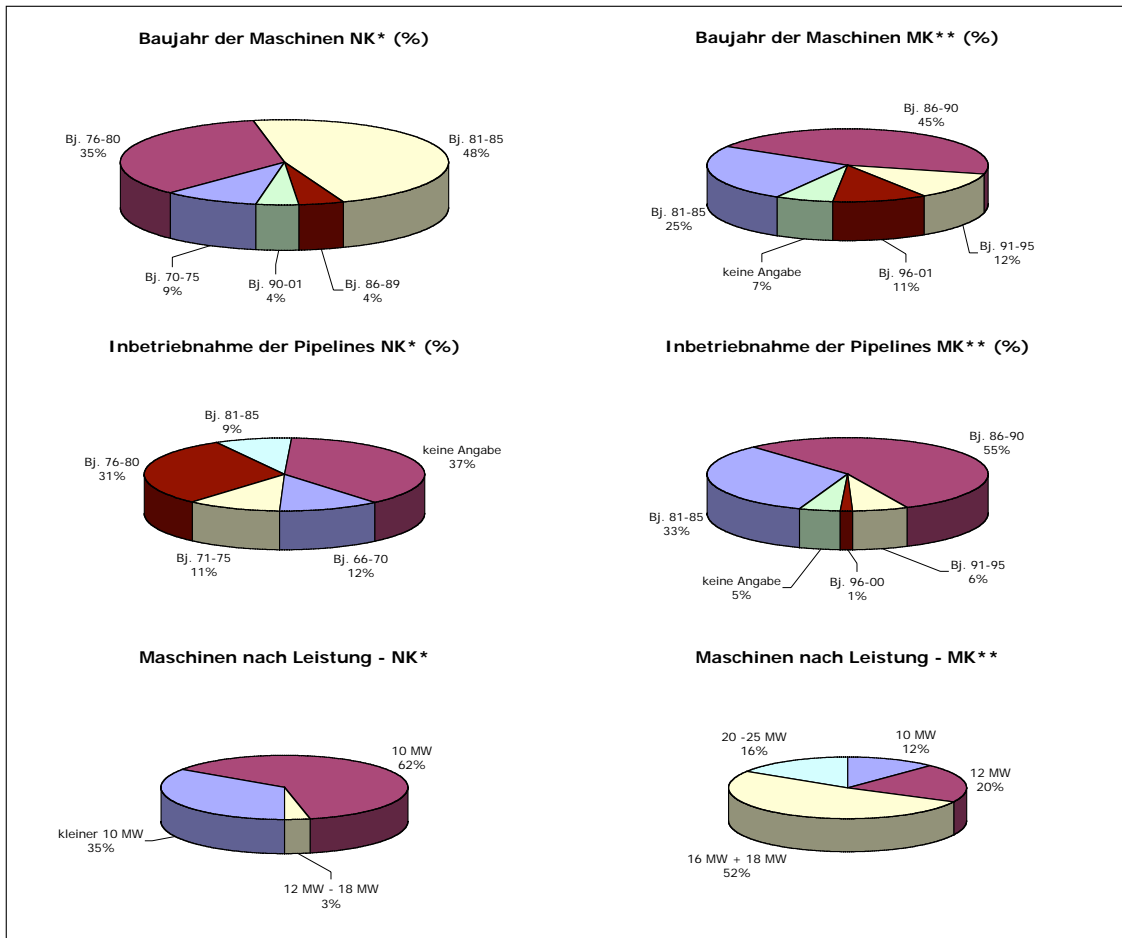 Baujahr der Maschinen NK* (%)
Bj. 76-80
35%
Bj. 81-85
48%
Bj. 70-75
9%
Bj. 90-01
4%
Bj. 86-89
4%
Baujahr der Maschinen MK** (%)
Bj. 86-90
45%
Bj. 81-85
25%
keine Angabe
7%
Bj. 96-01
11%
Bj. 91-95
12%
Inbetriebnahme der Pipelines NK* (%)
Bj. 81-85
9%
keine Angabe
37%
Bj. 76-80
31%
Bj. 71-75
11%
Bj. 66-70
12%
Inbetriebnahme der Pipelines MK** (%)
Bj. 86-90
55%
Bj. 81-85
33%
keine Angabe
5%
Bj. 96-00
1%
Bj. 91-95
6%
Maschinen nach Leistung - NK*
10 MW
62%
kleiner 10 MW
35%
12 MW - 18 MW
3%
Maschinen nach Leistung - MK**
20 -25 MW
16%
10 MW
12%
12 MW
20%
16 MW + 18 MW
52%